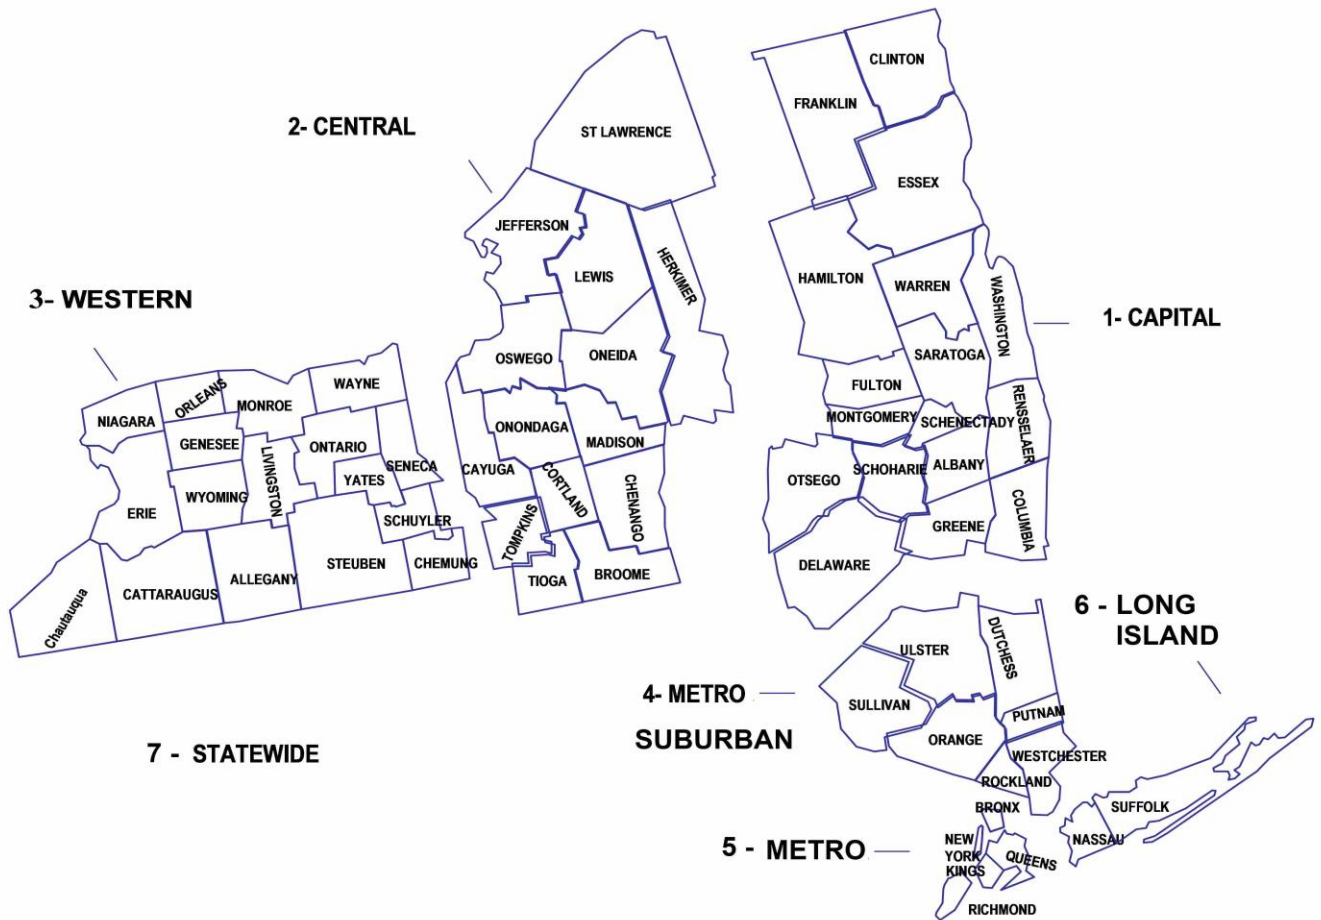 CLINTON
FRANKLIN
2- CENTRAL
ST LAWRENCE
ESSEX
JEFFERSON
HERKIMER
LEWIS
HAMILTON
WARREN
WASHINGTON
3- WESTERN
1- CAPITAL
OSWEGO
ONEIDA
SARATOGA
WAYNE
ORLEANS
MONROE
NIAGARA
FULTON
RENSSELAER
MONTGOMERY
SCHENECTADY
ONONDAGA
MADISON
GENESEE
ONTARIO
LIVINGSTON
SENECA
CAYUGA
CORTLAND
CHENANGO
SCHOHARIE
ALBANY
OTSEGO
YATES
WYOMING
ERIE
SCHUYLER
TOMPKINS
GREENE
COLUMBIA
STEUBEN
CHEMUNG
DELAWARE
ALLEGANY
TIOGA
BROOME
CATTARAUGUS
Chautauqua
6 - LONG
ISLAND
ULSTER
DUTCHESS
4- METRO
SUBURBAN
SULLIVAN
PUTNAM
ORANGE
7 - STATEWIDE
WESTCHESTER
ROCKLAND
BRONX
SUFFOLK
NASSAU
5 - METRO
NEW
YORK
QUEENS
KINGS
RICHMOND